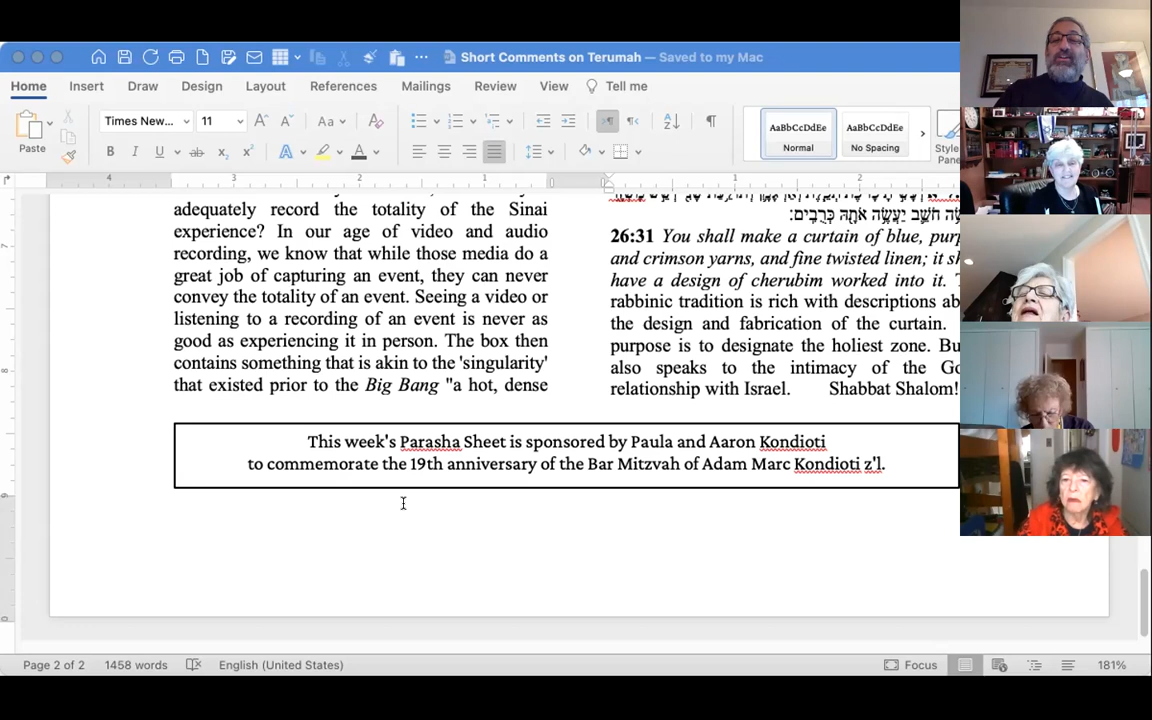 Short Comments on Terumah — Saved to my Mac
Home Insert Draw Design Layout References Mailings Review View Tell me
Paste
Times New... 11
AaBbCcDdEe
Normal
AaBbCcDdEe
No Spacing
4 3 2 1 1 2
adequately record the totality of the Sinai
experience? In our age of video and audio
recording, we know that while those media do a
great job of capturing an event, they can never
convey the totality of an event. Seeing a video or
listening to a recording of an event is never as
good as experiencing it in person. The box then
contains something that is akin to the 'singularity'
that existed prior to the Big Bang "a hot, dense
חֹשֵׁב יַעֲשֶׂה אֹתָהּ כְּרֻבִים:
26:31 You shall make a curtain of blue,
and crimson yarns, and fine twisted linen; it
have a design of cherubim worked into it.
rabbinic tradition is rich with descriptions
the design and fabrication of the curtain.
purpose is to designate the holiest zone.
also speaks to the intimacy of the
relationship with Israel. Shabbat Shalom!
This week's Parasha Sheet is sponsored by Paula and Aaron Kondioti
to commemorate the 19th anniversary of the Bar Mitzvah of Adam Marc Kondioti z'l.
Page 2 of 2 1458 words English (United States) Focus 181%